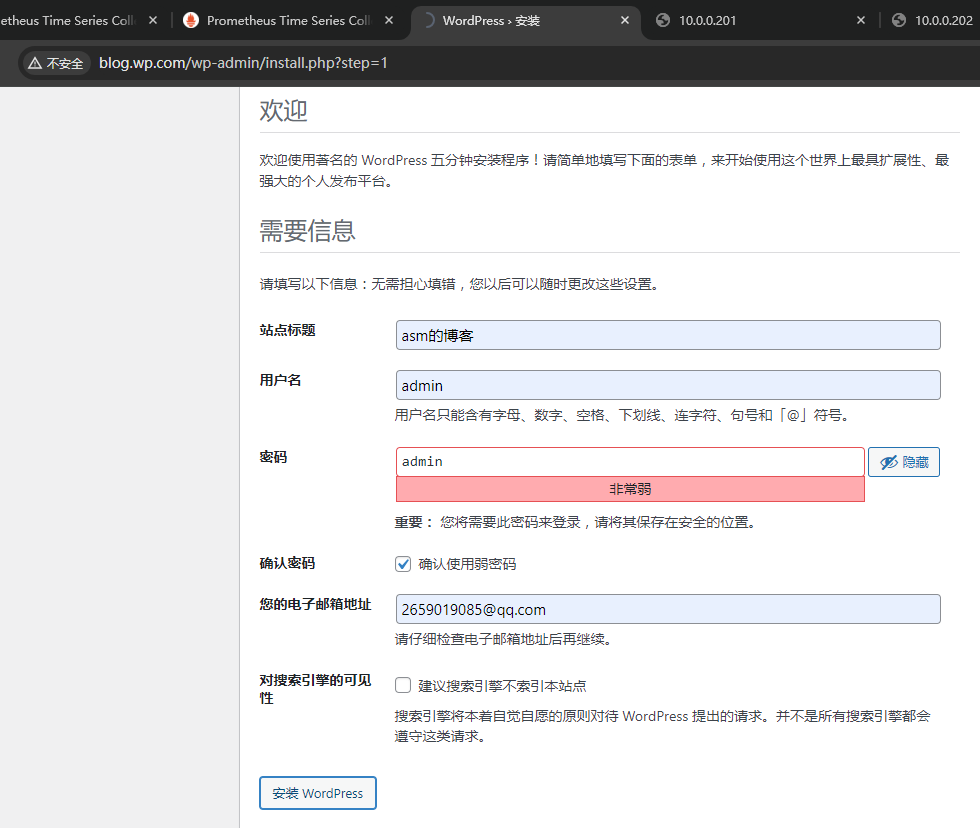 etheus Time Series Coll
Prometheus Time Series Coll
WordPress › 安装
10.0.0.201
10.0.0.202
不安全
blog.wp.com/wp-admin/install.php?step=1
欢迎
欢迎使用著名的 WordPress 五分钟安装程序！请简单地填写下面的表单，来开始使用这个世界上最具扩展性、最
强大的个人发布平台。
需要信息
请填写以下信息：无需担心填错，您以后可以随时更改这些设置。
站点标题
asm的博客
用户名
admin
用户名只能含有字母、数字、空格、下划线、连字符、句号和「@」符号。
密码
admin
隐藏
非常弱
重要： 您将需要此密码来登录，请将其保存在安全的位置。
确认密码
确认使用弱密码
您的电子邮箱地址
2659019085@qq.com
请仔细检查电子邮箱地址后再继续。
对搜索引擎的可见
性
建议搜索引擎不索引本站点
搜索引擎将本着自觉自愿的原则对待 WordPress 提出的请求。并不是所有搜索引擎都会
遵守这类请求。
安装 WordPress